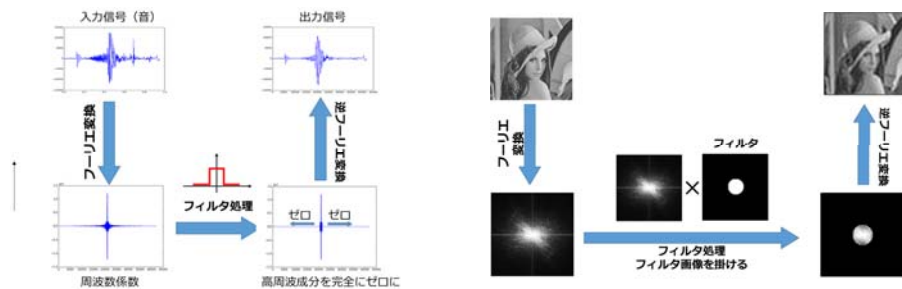 入力信号（音）
出力信号
フーリエ変換
逆フーリエ変換
フィルタ処理
ゼロ ゼロ
周波数係数
高周波成分を完全にゼロに
フーリエ
変換
フィルタ
×
逆フーリエ変換
フィルタ処理
フィルタ画像を掛ける